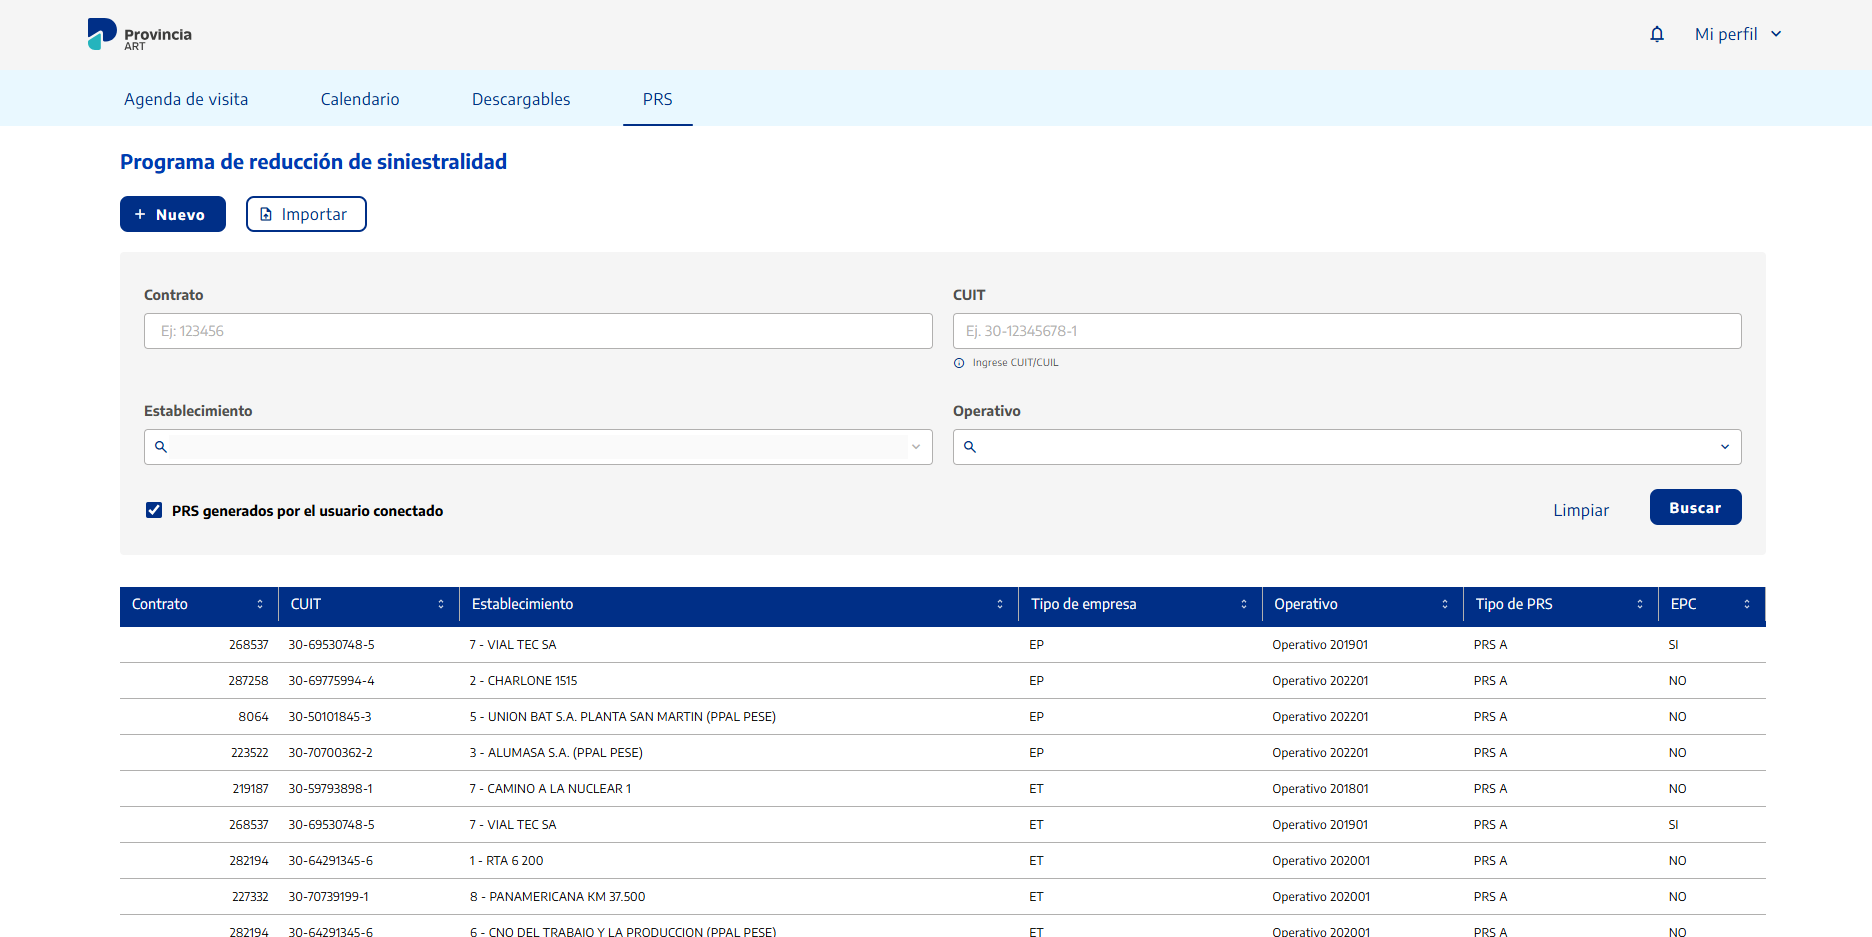 Provincia
ART
Mi perfil
Agenda de visita Calendario Descargables PRS
Programa de reducción de siniestralidad
+ Nuevo Importar
Contrato CUIT
Ej: 123456 Ej. 30-12345678-1
Ingrese CUIT/CUIL
Establecimiento Operativo
PRS generados por el usuario conectado Limpiar Buscar
Contrato CUIT Establecimiento Tipo de empresa Operativo Tipo de PRS EPC
268537 30-69530748-5 7 - VIAL TEC SA EP Operativo 201901 PRS A SI
287258 30-69775994-4 2 - CHARLONE 1515 EP Operativo 202201 PRS A NO
8064 30-50101845-3 5 - UNION BAT S.A. PLANTA SAN MARTIN (PPAL PESE) EP Operativo 202201 PRS A NO
223522 30-70700362-2 3 - ALUMASA S.A. (PPAL PESE) EP Operativo 202201 PRS A NO
219187 30-59793898-1 7 - CAMINO A LA NUCLEAR 1 ET Operativo 201801 PRS A NO
268537 30-69530748-5 7 - VIAL TEC SA ET Operativo 201901 PRS A SI
282194 30-64291345-6 1 - RTA 6 200 ET Operativo 202001 PRS A NO
227332 30-70739199-1 8 - PANAMERICANA KM 37.500 ET Operativo 202001 PRS A NO
282194 30-64291345-6 6 - CNO DEL TRABAJO Y LA PRODUCCION (PPAL PESE) ET Operativo 202001 PRS A NO